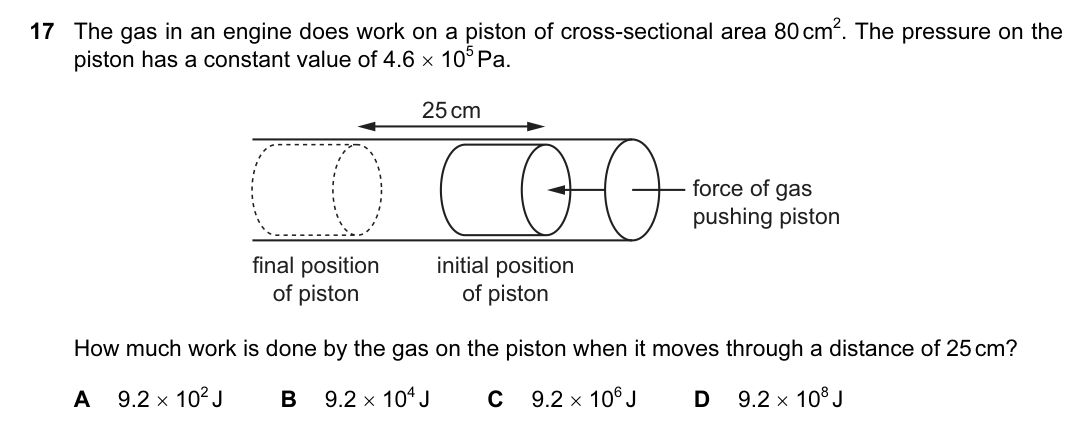 17 The gas in an engine does work on a piston of cross-sectional area 80 cm². The pressure on the
piston has a constant value of 4.6 × 10⁵ Pa.
25 cm
force of gas
pushing piston
final position
of piston
initial position
of piston
How much work is done by the gas on the piston when it moves through a distance of 25 cm?
A 9.2 × 10² J B 9.2 × 10⁴ J C 9.2 × 10⁶ J D 9.2 × 10⁸ J